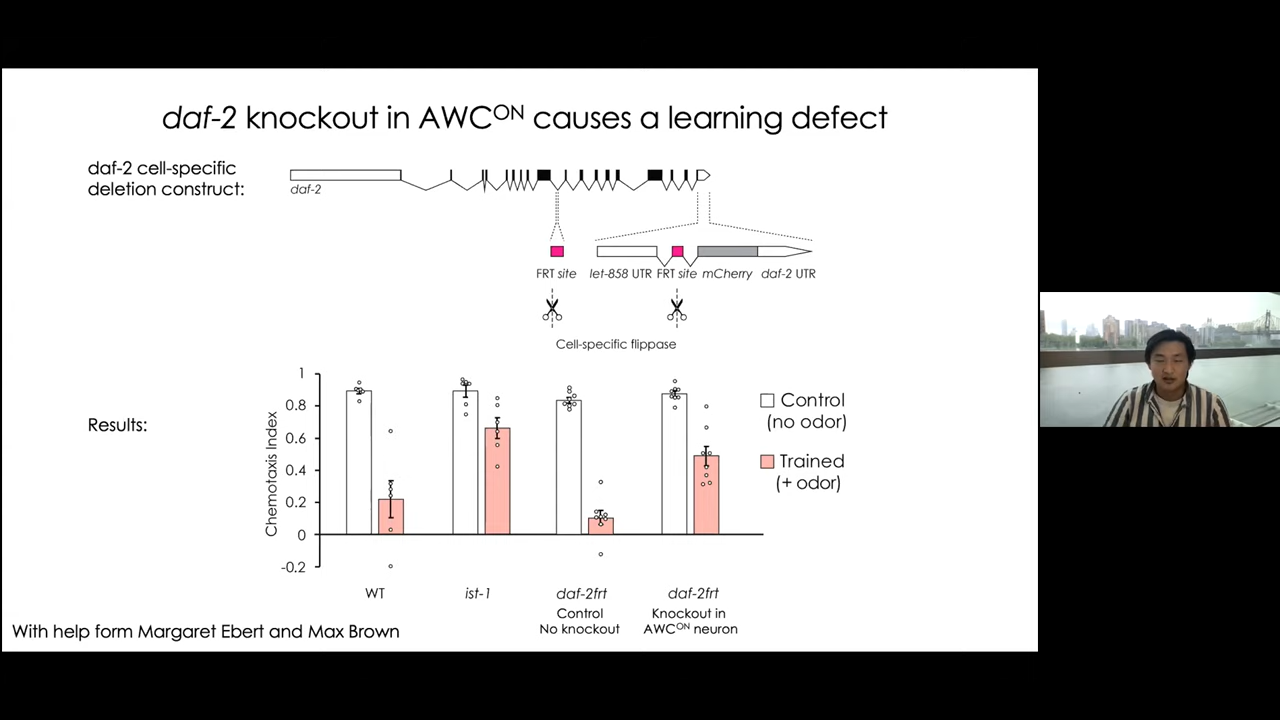 daf-2 knockout in AWCᴼᴺ causes a learning defect
daf-2 cell-specific
deletion construct:
daf-2
FRT site
let-858 UTR
FRT site
mCherry
daf-2 UTR
Cell-specific flippase
Results:
Chemotaxis Index
1
0.8
0.6
0.4
0.2
0
-0.2
WT
ist-1
daf-2frt
Control
No knockout
daf-2frt
Knockout in
AWCᴼᴺ neuron
Control
(no odor)
Trained
(+ odor)
With help form Margaret Ebert and Max Brown